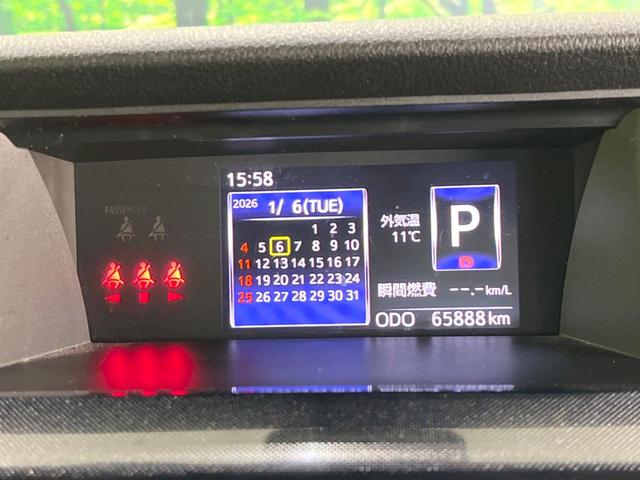 PASSENGER
15:58
2026 1/ 6(TUE)
1 2 3
4 5 6 7 8 9 10
11 12 13 14 15 16 17
18 19 20 21 22 23 24
25 26 27 28 29 30 31
外気温
11℃
P
瞬間燃費 --.- km/L
ODO 65888 km